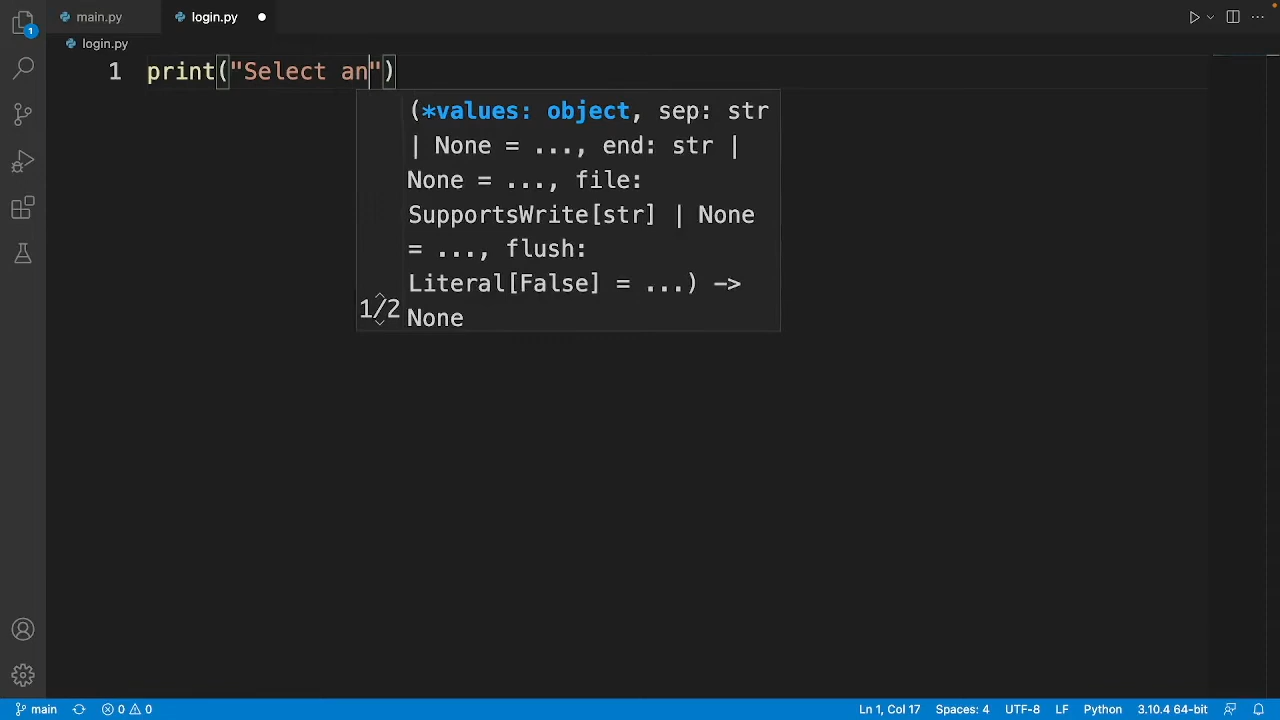 main.py
login.py
1
login.py
1
print("Select an")
(*values: object, sep: str
| None = ..., end: str |
None = ..., file:
SupportsWrite[str] | None
= ..., flush:
Literal[False] = ...) ->
1/2 None
main
0 0
Ln 1, Col 17
Spaces: 4
UTF-8
LF
Python
3.10.4 64-bit